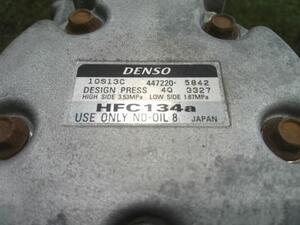 DENSO
10S13C 447220- 5842
DESIGN PRESS 4Q 3327
HIGH SIDE 3.53MPa LOW SIDE 1.67MPa
HFC134a
USE ONLY ND-OIL 8 JAPAN